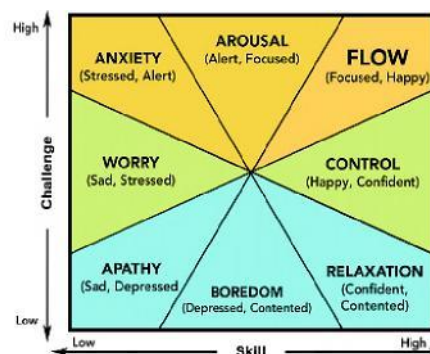 High
ANXIETY
(Stressed, Alert)
AROUSAL
(Alert, Focused)
FLOW
(Focused, Happy)
Challenge
WORRY
(Sad, Stressed)
CONTROL
(Happy, Confident)
APATHY
(Sad, Depressed
BOREDOM
(Depressed, Contented)
RELAXATION
(Confident,
Contented)
Low
Low
Skill
High